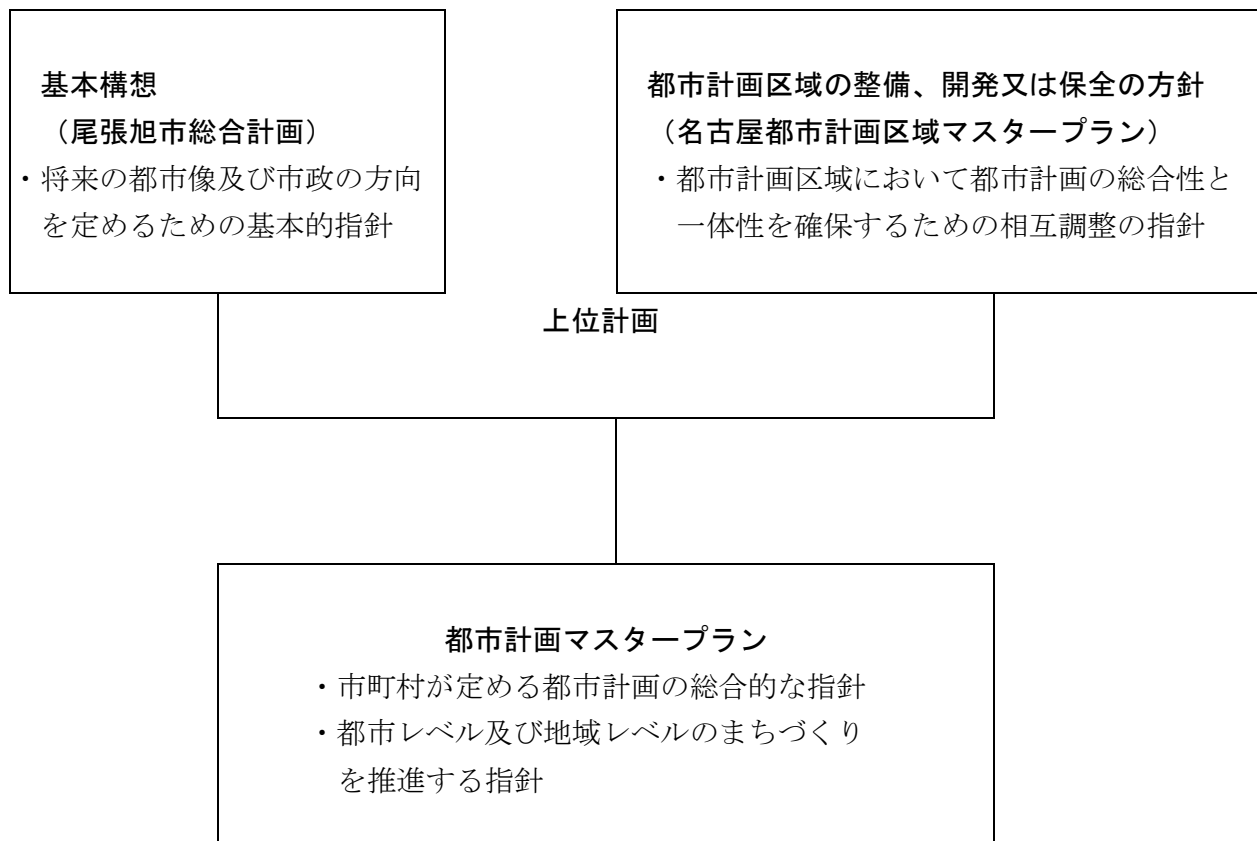 基本構想
（尾張旭市総合計画）
・将来の都市像及び市政の方向
を定めるための基本的指針
都市計画区域の整備、開発又は保全の方針
（名古屋都市計画区域マスタープラン）
・都市計画区域において都市計画の総合性と
一体性を確保するための相互調整の指針
上位計画
都市計画マスタープラン
・市町村が定める都市計画の総合的な指針
・都市レベル及び地域レベルのまちづくり
を推進する指針